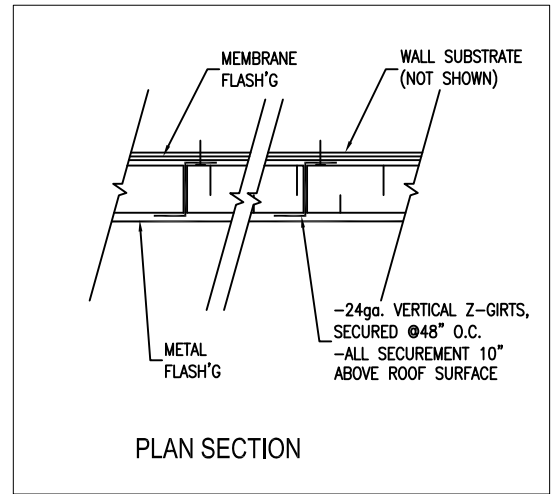 MEMBRANE
FLASH'G
WALL SUBSTRATE
(NOT SHOWN)
-24ga. VERTICAL Z-GIRTS,
SECURED @48" O.C.
-ALL SECUREMENT 10"
ABOVE ROOF SURFACE
METAL
FLASH'G
PLAN SECTION